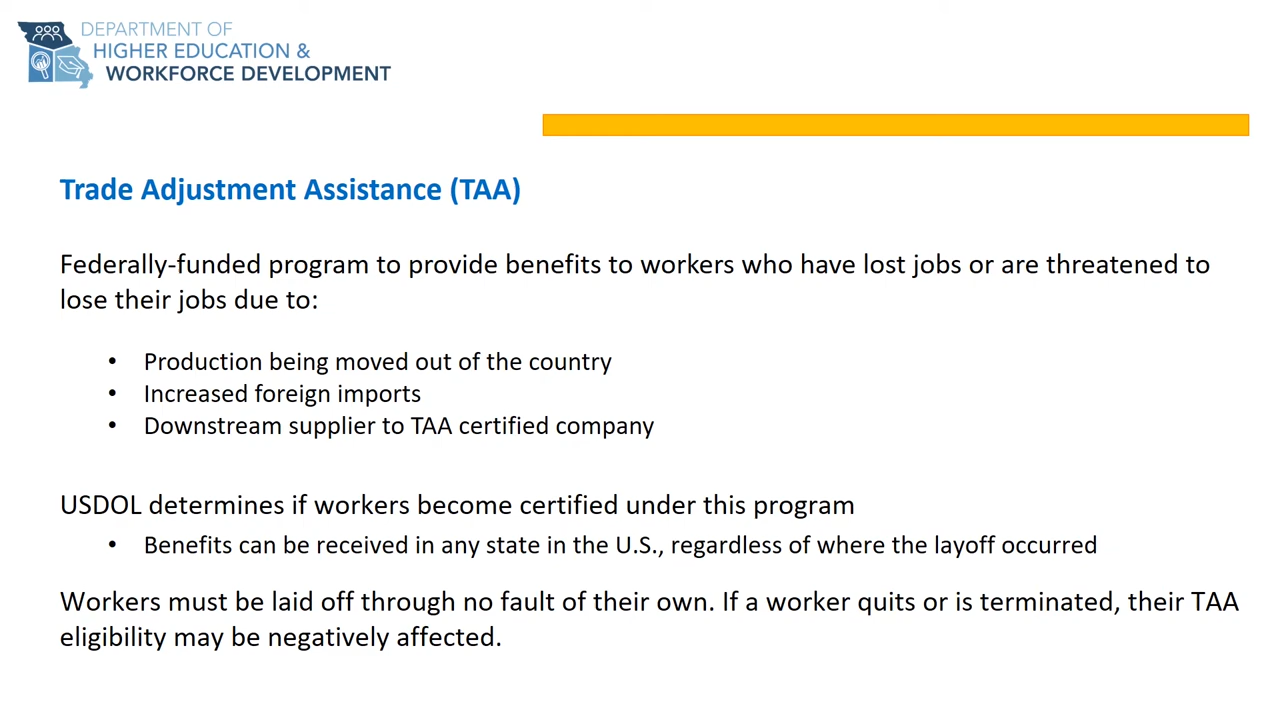 DEPARTMENT OF
HIGHER EDUCATION &
WORKFORCE DEVELOPMENT
Trade Adjustment Assistance (TAA)
Federally-funded program to provide benefits to workers who have lost jobs or are threatened to
lose their jobs due to:
• Production being moved out of the country
• Increased foreign imports
• Downstream supplier to TAA certified company
USDOL determines if workers become certified under this program
• Benefits can be received in any state in the U.S., regardless of where the layoff occurred
Workers must be laid off through no fault of their own. If a worker quits or is terminated, their TAA
eligibility may be negatively affected.